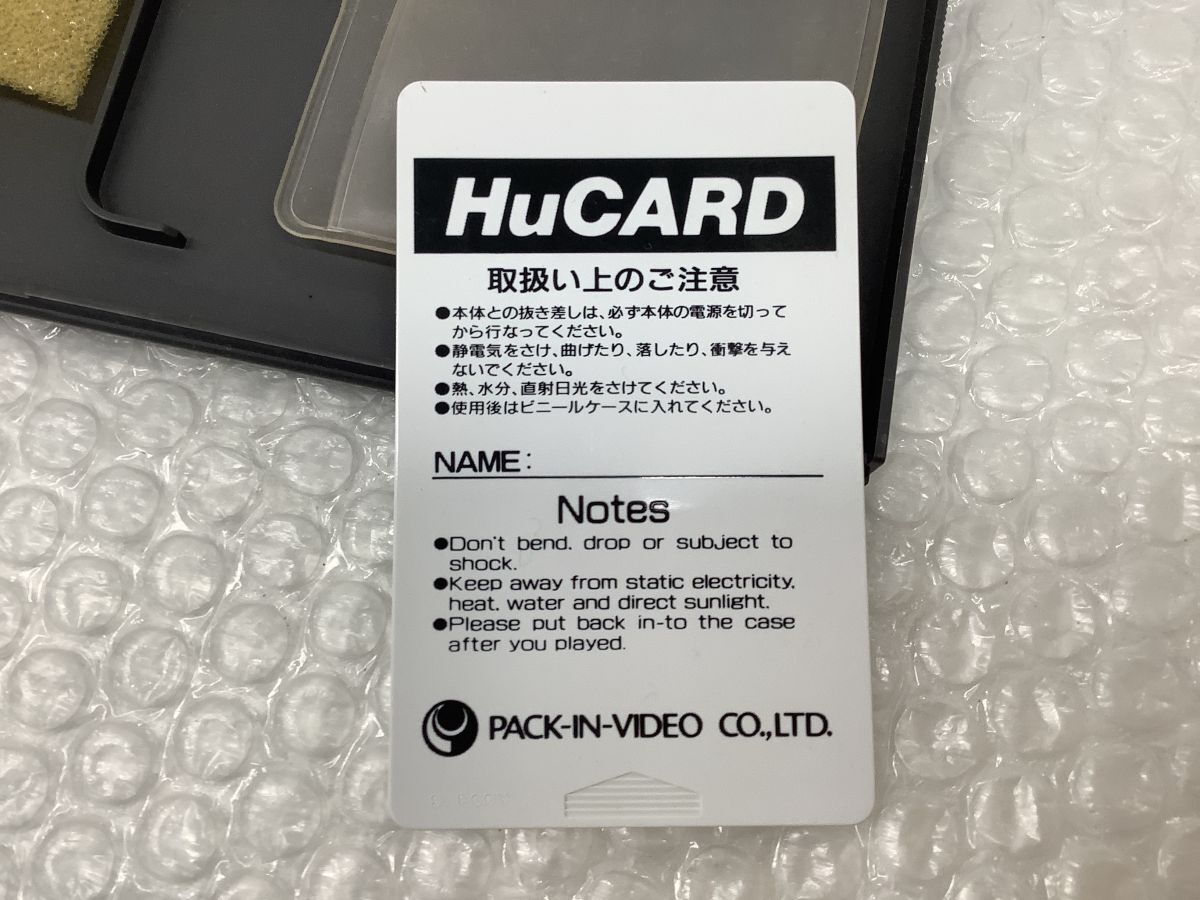 HuCARD
取扱い上のご注意
●本体との抜き差しは、必ず本体の電源を切って
から行なってください。
●静電気をさけ、曲げたり、落したり、衝撃を与え
ないでください。
●熱、水分、直射日光をさけてください。
●使用後はビニールケースに入れてください。
NAME:
Notes
●Don't bend. drop or subject to
shock.
●Keep away from static electricity.
heat. water and direct sunlight.
●Please put back in-to the case
after you played.
PACK-IN-VIDEO CO.,LTD.